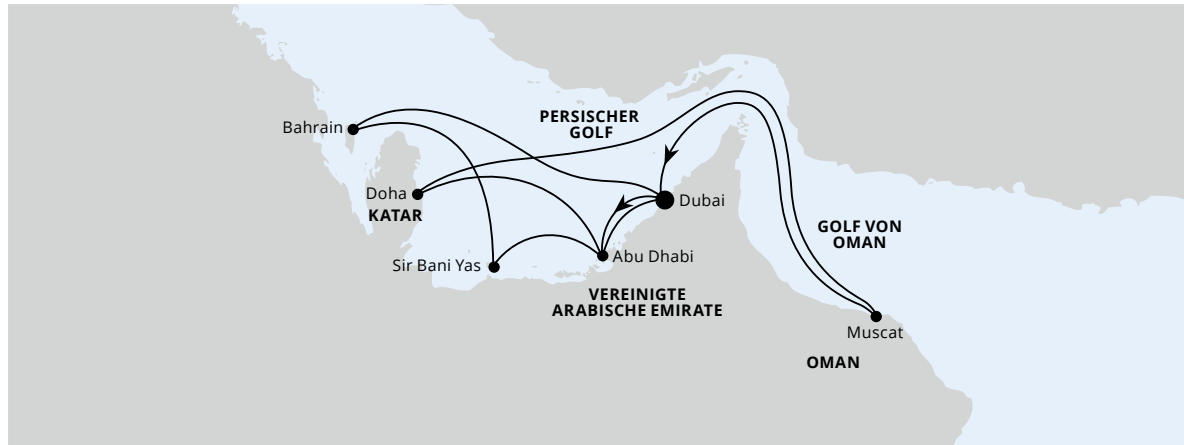 PERSISCHER
GOLF
Bahrain
Doha
KATAR
Dubai
GOLF VON
OMAN
Sir Bani Yas
Abu Dhabi
VEREINIGTE
ARABISCHE EMIRATE
Muscat
OMAN